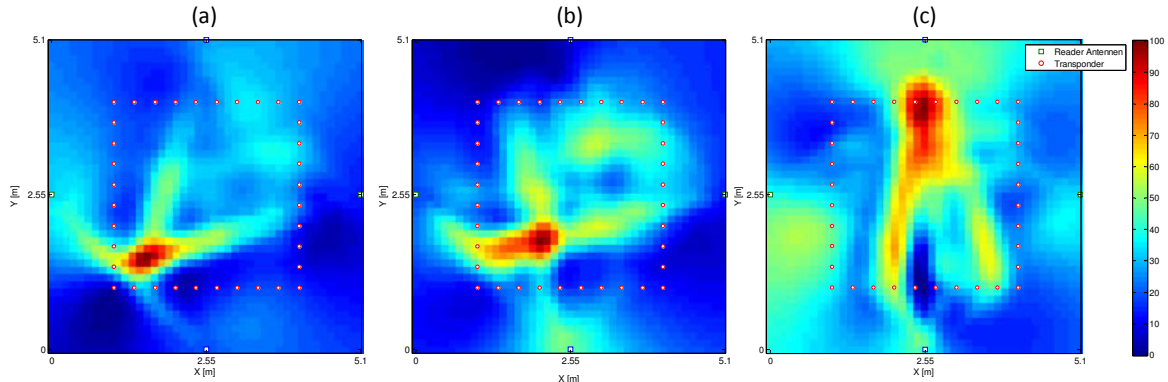 (a) (b) (c)
5.1 5.1 5.1 100
Reader Antennen
Transponder
90
80
70
60
Y [m] 2.55 Y [m] 2.55 Y [m] 2.55 50
40
30
20
10
0 0 0 0
0 2.55 5.1 0 2.55 5.1 0 2.55 5.1
X [m] X [m] X [m]